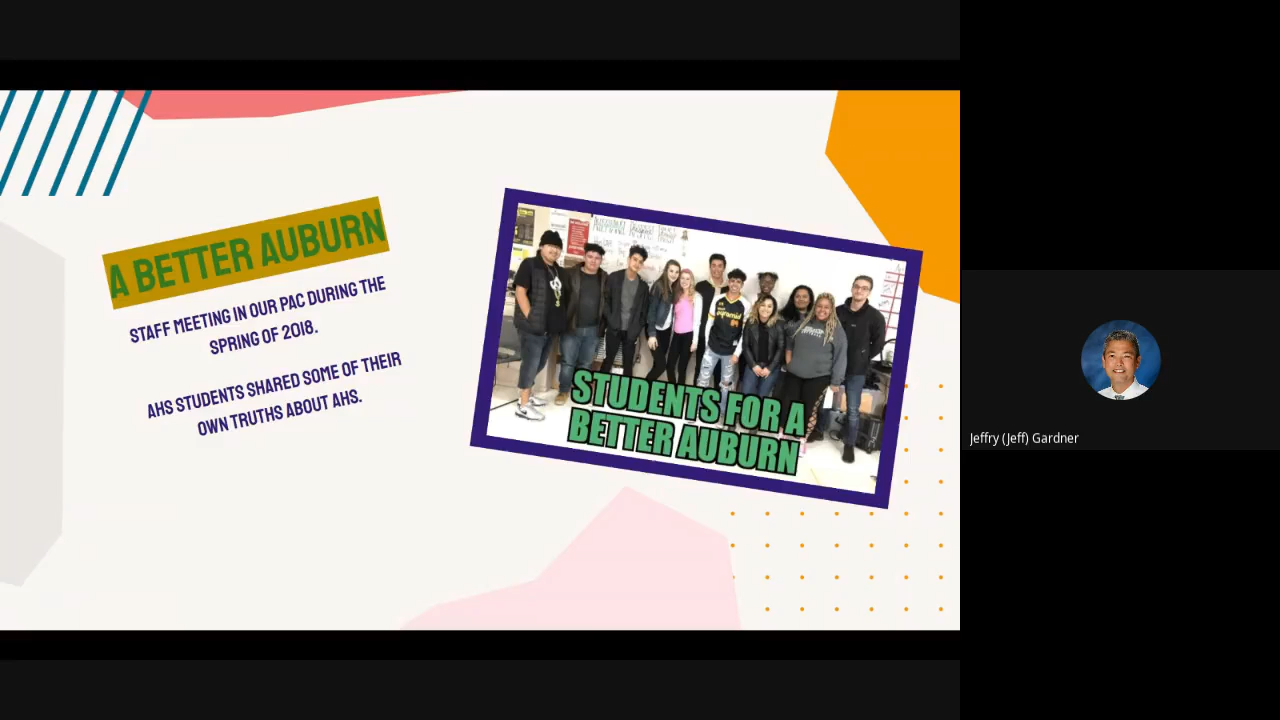 A BETTER AUBURN
STAFF MEETING IN OUR PAC DURING THE
SPRING OF 2018.
AHS STUDENTS SHARED SOME OF THEIR
OWN TRUTHS ABOUT AHS.
STUDENTS FOR A
BETTER AUBURN
Jeffry (Jeff) Gardner